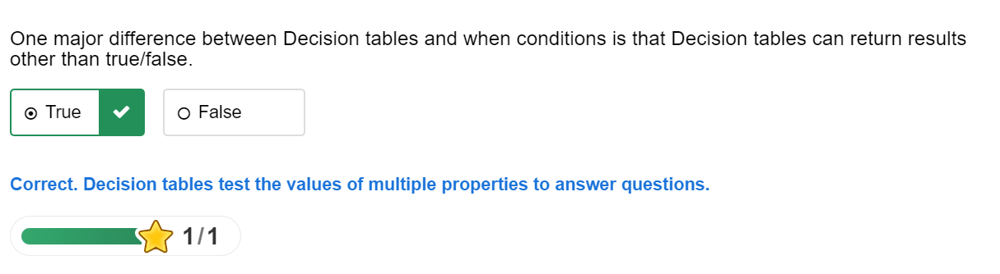 One major difference between Decision tables and when conditions is that Decision tables can return results
other than true/false.
True
False
Correct. Decision tables test the values of multiple properties to answer questions.
1/1